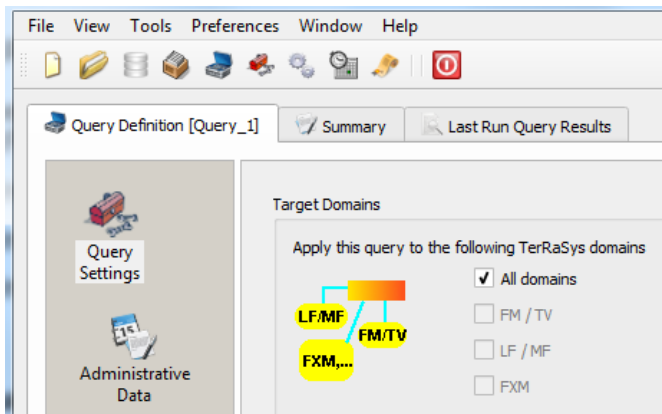 File View Tools Preferences Window Help
Query Definition [Query_1] Summary Last Run Query Results
Query
Settings
Administrative
Data
Target Domains
Apply this query to the following TerRaSys domains
LF/MF
FM/TV
FXM,...
All domains
FM / TV
LF / MF
FXM